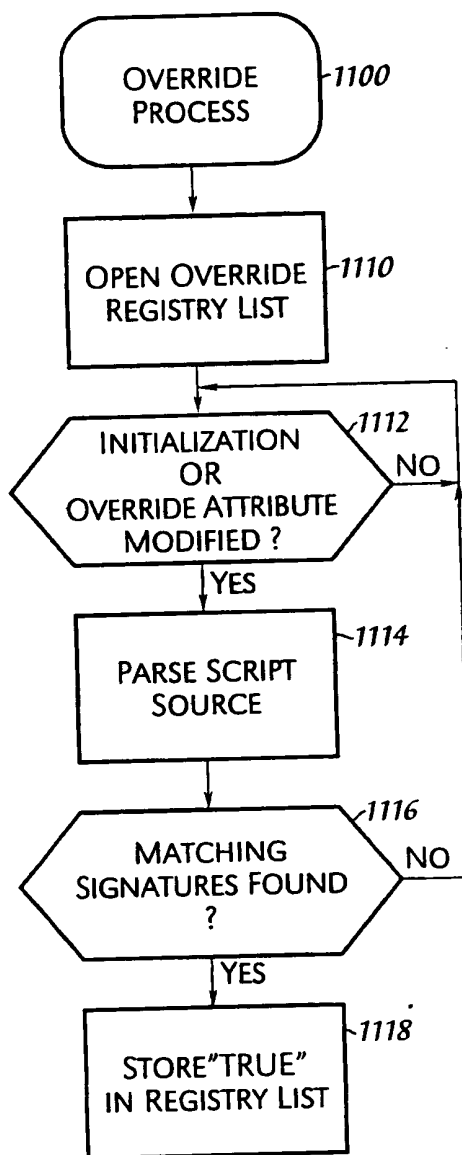 OVERRIDE
PROCESS
1100
OPEN OVERRIDE
REGISTRY LIST
1110
INITIALIZATION
OR
OVERRIDE ATTRIBUTE
MODIFIED ?
1112
NO
YES
PARSE SCRIPT
SOURCE
1114
MATCHING
SIGNATURES FOUND
?
1116
NO
YES
STORE"TRUE"
IN REGISTRY LIST
1118